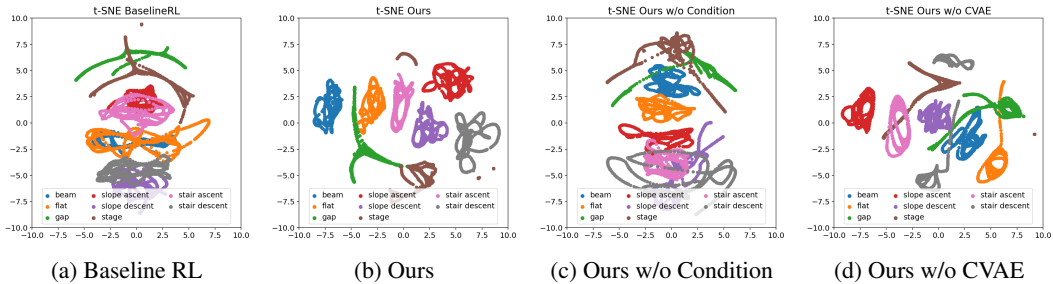 t-SNE BaselineRL
10.0
7.5
5.0
2.5
0.0
−2.5
−5.0
−7.5
−10.0
beam
flat
gap
slope ascent
slope descent
stage
stair ascent
stair descent
−10.0 −7.5 −5.0 −2.5 0.0 2.5 5.0 7.5 10.0
(a) Baseline RL
t-SNE Ours
10.0
7.5
5.0
2.5
0.0
−2.5
−5.0
−7.5
−10.0
beam
flat
gap
slope ascent
slope descent
stage
stair ascent
stair descent
−10.0 −7.5 −5.0 −2.5 0.0 2.5 5.0 7.5 10.0
(b) Ours
t-SNE Ours w/o Condition
10.0
7.5
5.0
2.5
0.0
−2.5
−5.0
−7.5
−10.0
beam
flat
gap
slope ascent
slope descent
stage
stair ascent
stair descent
−10.0 −7.5 −5.0 −2.5 0.0 2.5 5.0 7.5 10.0
(c) Ours w/o Condition
t-SNE Ours w/o CVAE
10.0
7.5
5.0
2.5
0.0
−2.5
−5.0
−7.5
−10.0
beam
flat
gap
slope ascent
slope descent
stage
stair ascent
stair descent
−10.0 −7.5 −5.0 −2.5 0.0 2.5 5.0 7.5 10.0
(d) Ours w/o CVAE